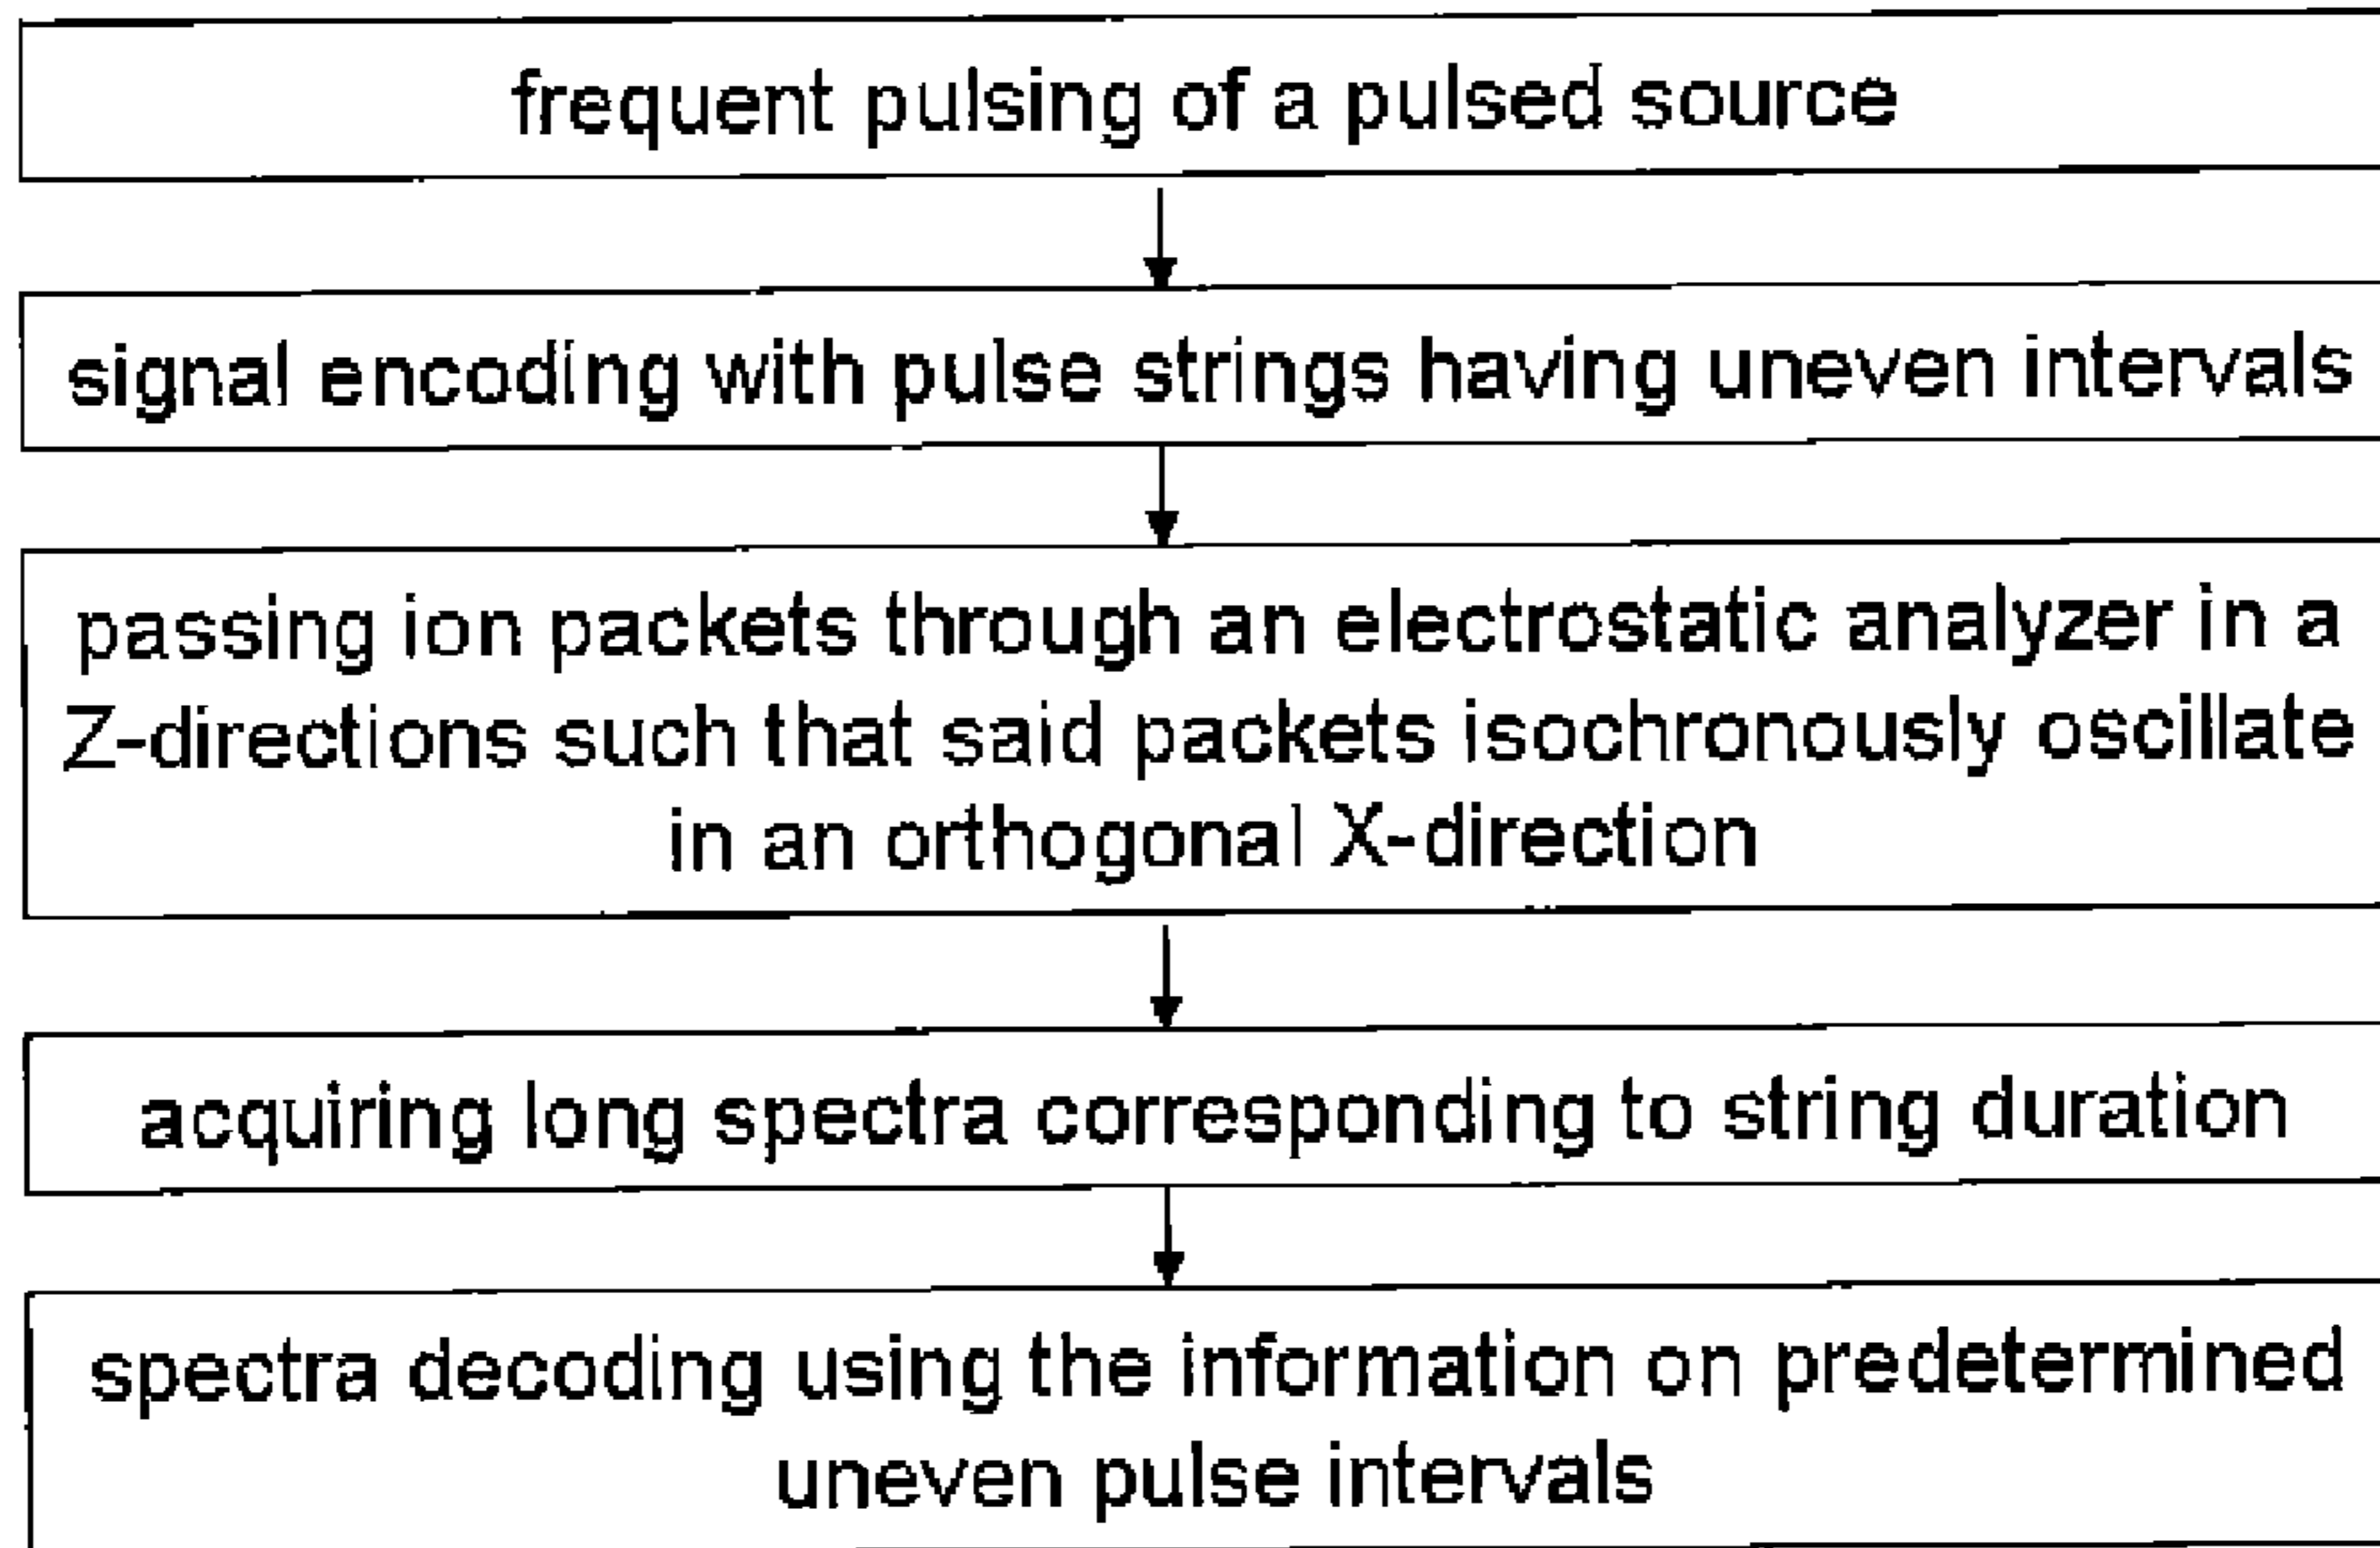 frequent pulsing of a pulsed source
signal encoding with pulse strings having uneven intervals
passing ion packets through an electrostatic analyzer in a
Z-directions such that said packets isochronously oscillate
in an orthogonal X-direction
acquiring long spectra corresponding to string duration
spectra decoding using the information on predetermined
uneven pulse intervals